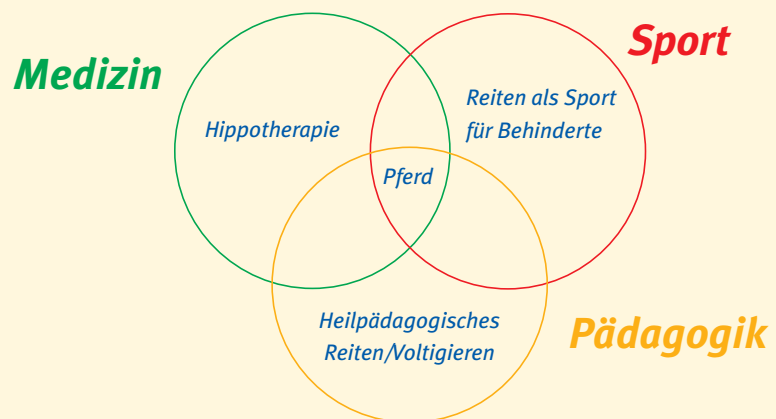 Medizin
Sport
Hippotherapie
Reiten als Sport
für Behinderte
Pferd
Heilpädagogisches
Reiten/Voltigieren
Pädagogik